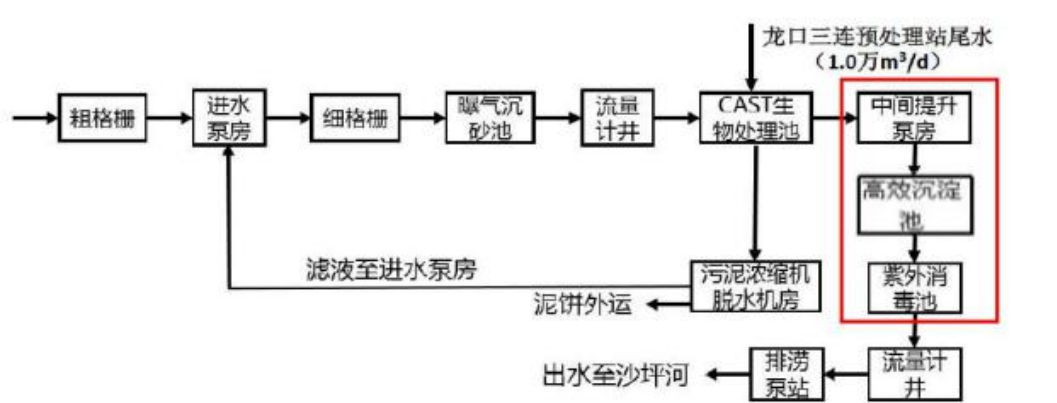 龙口三连预处理站尾水
（1.0万m³/d）
粗格栅
进水
泵房
细格栅
曝气沉
砂池
流量
计井
CAST生
物处理池
中间提升
泵房
高效沉淀
池
紫外消
毒池
滤液至进水泵房
污泥浓缩机
脱水机房
泥饼外运
流量计
井
排涝
泵站
出水至沙坪河